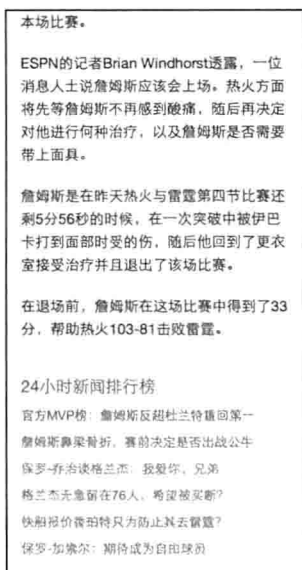 本场比赛。
ESPN的记者Brian Windhorst透露，一位
消息人士说詹姆斯应该会上场。热火方面
将先等詹姆斯不再感到酸痛，随后再决定
对他进行何种治疗，以及詹姆斯是否需要
带上面具。
詹姆斯是在昨天热火与雷霆第四节比赛还
剩5分56秒的时候，在一次突破中被伊巴
卡打到面部时受的伤，随后他回到了更衣
室接受治疗并且退出了该场比赛。
在退场前，詹姆斯在这场比赛中得到了33
分，帮助热火103-81击败雷霆。
24小时新闻排行榜
官方MVP榜：詹姆斯反超杜兰特重回第一
詹姆斯鼻梁骨折，赛前决定是否出战公牛
保罗-乔治谈格兰杰：我爱你，兄弟
格兰杰无意留在76人，希望被买断？
快船报价巴特只为防止其去雷霆？
保罗-加索尔：期待成为自由球员